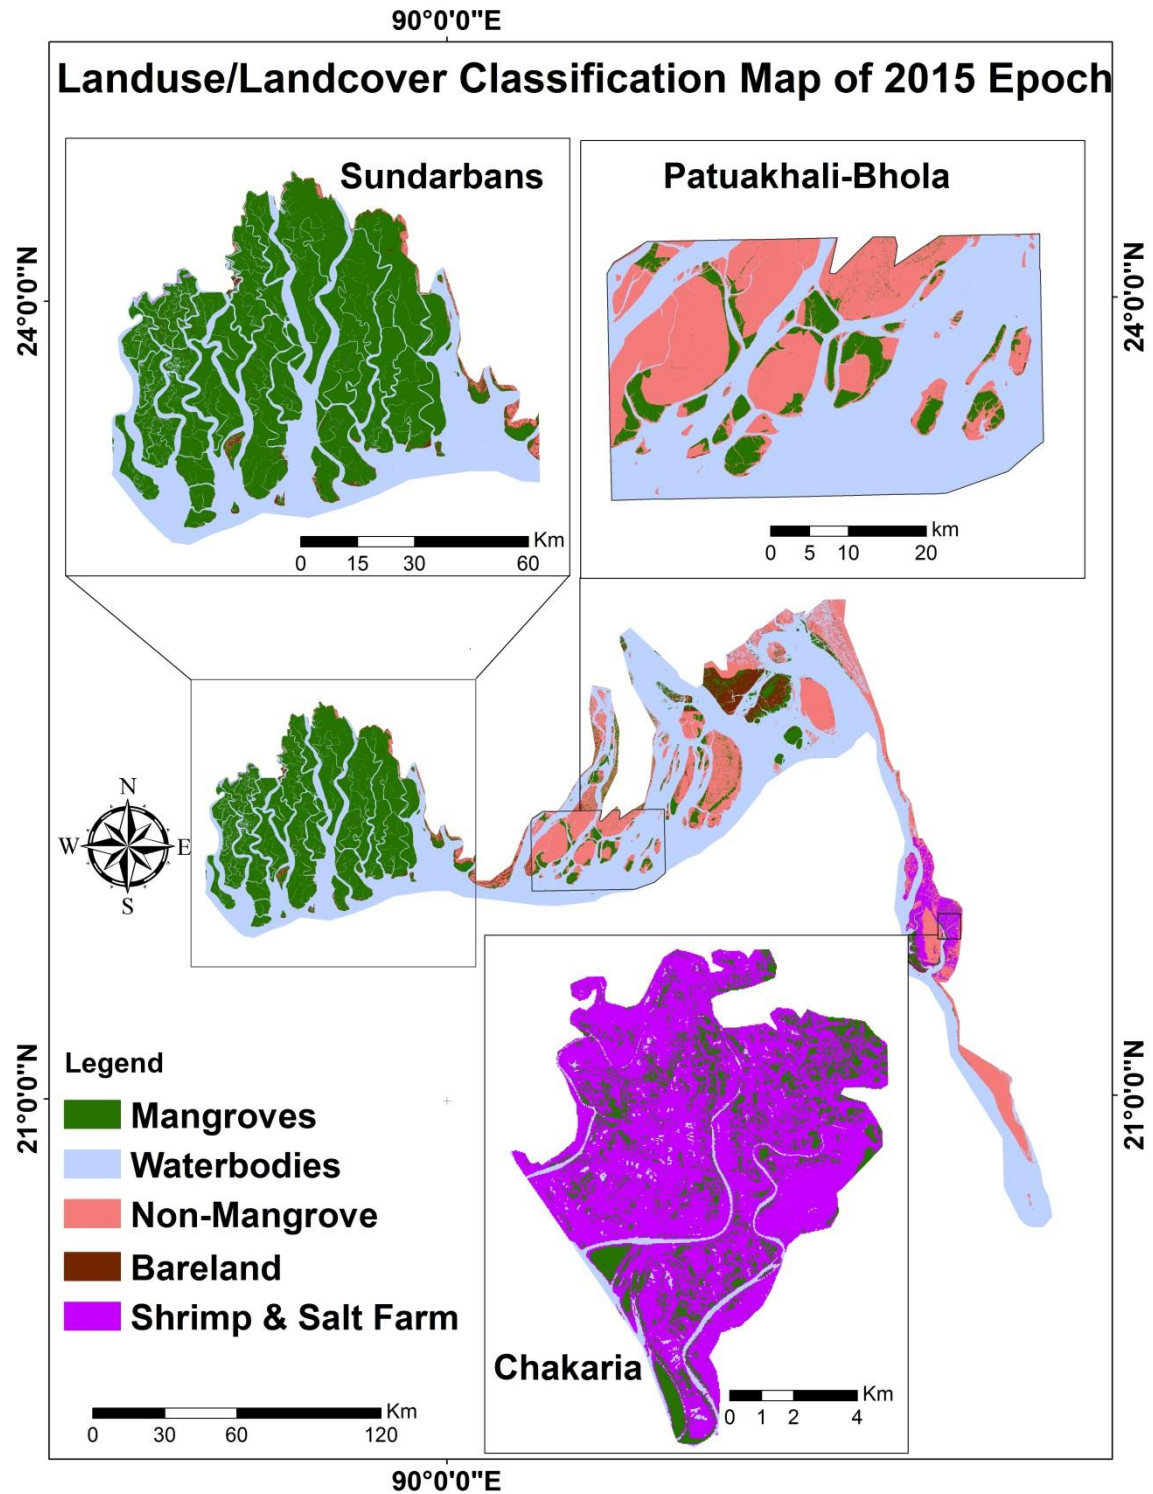 90°0'0"E
Landuse/Landcover Classification Map of 2015 Epoch
Sundarbans
Patuakhali-Bhola
24°0'0"N
24°0'0"N
Km
0 15 30 60
km
0 5 10 20
N
W E
S
21°0'0"N
21°0'0"N
Legend
Mangroves
Waterbodies
Non-Mangrove
Bareland
Shrimp & Salt Farm
Chakaria
Km
0 1 2 4
Km
0 30 60 120
90°0'0"E